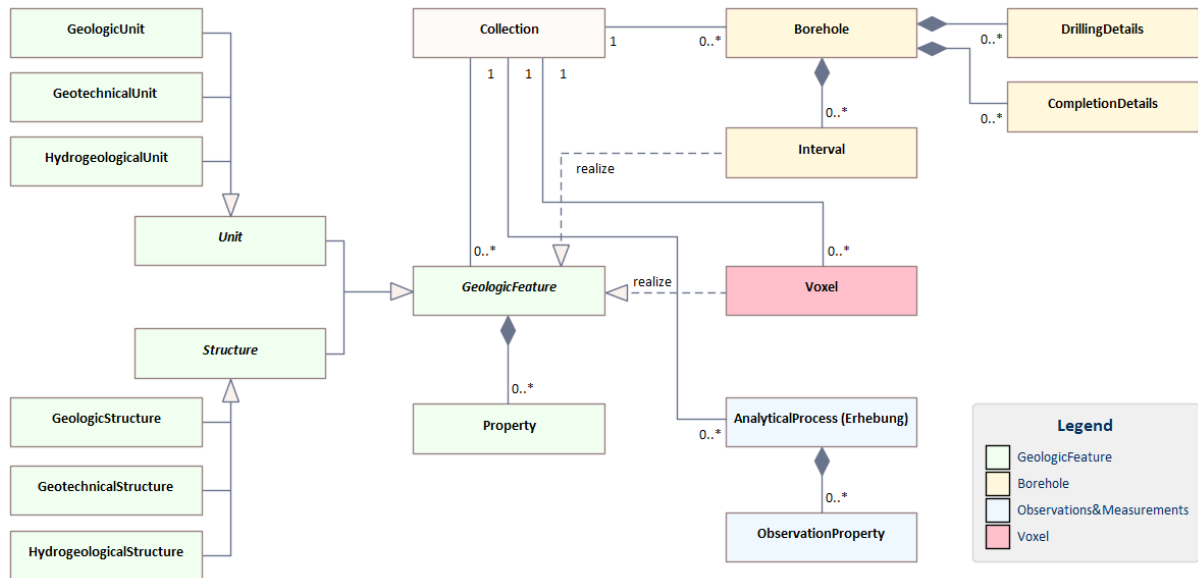 GeologicUnit
Collection
Borehole
DrillingDetails
1
0..*
0..*
GeotechnicalUnit
1
1
1
CompletionDetails
0..*
0..*
HydrogeologicalUnit
Interval
realize
Unit
0..*
0..*
GeologicFeature
realize
Voxel
Structure
0..*
GeologicStructure
Property
AnalyticalProcess (Erhebung)
0..*
Legend
GeologicFeature
GeotechnicalStructure
Borehole
0..*
Observations&Measurements
HydrogeologicalStructure
ObservationProperty
Voxel